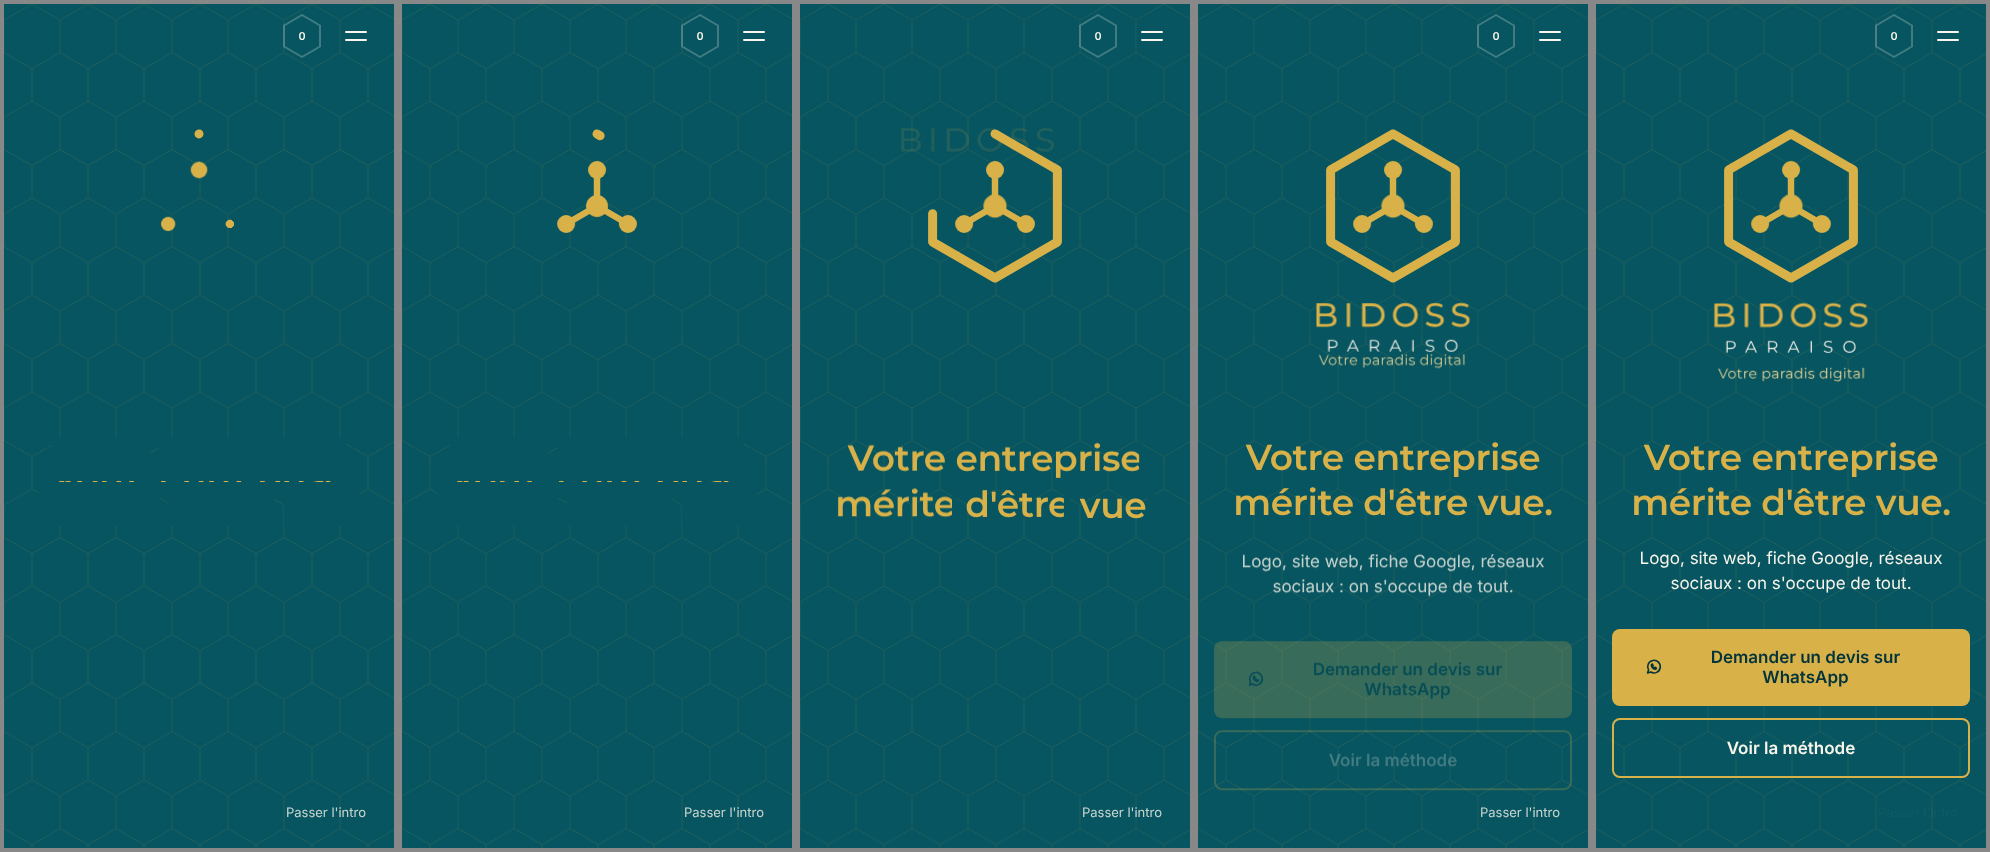 0
Passer l'intro
0
Passer l'intro
0
BIDOSS
Votre entreprise
mérite d'être vue
Passer l'intro
0
BIDOSS
PARAISO
Votre paradis digital
Votre entreprise
mérite d'être vue.
Logo, site web, fiche Google, réseaux
sociaux : on s'occupe de tout.
Demander un devis sur
WhatsApp
Voir la méthode
Passer l'intro
0
BIDOSS
PARAISO
Votre paradis digital
Votre entreprise
mérite d'être vue.
Logo, site web, fiche Google, réseaux
sociaux : on s'occupe de tout.
Demander un devis sur
WhatsApp
Voir la méthode